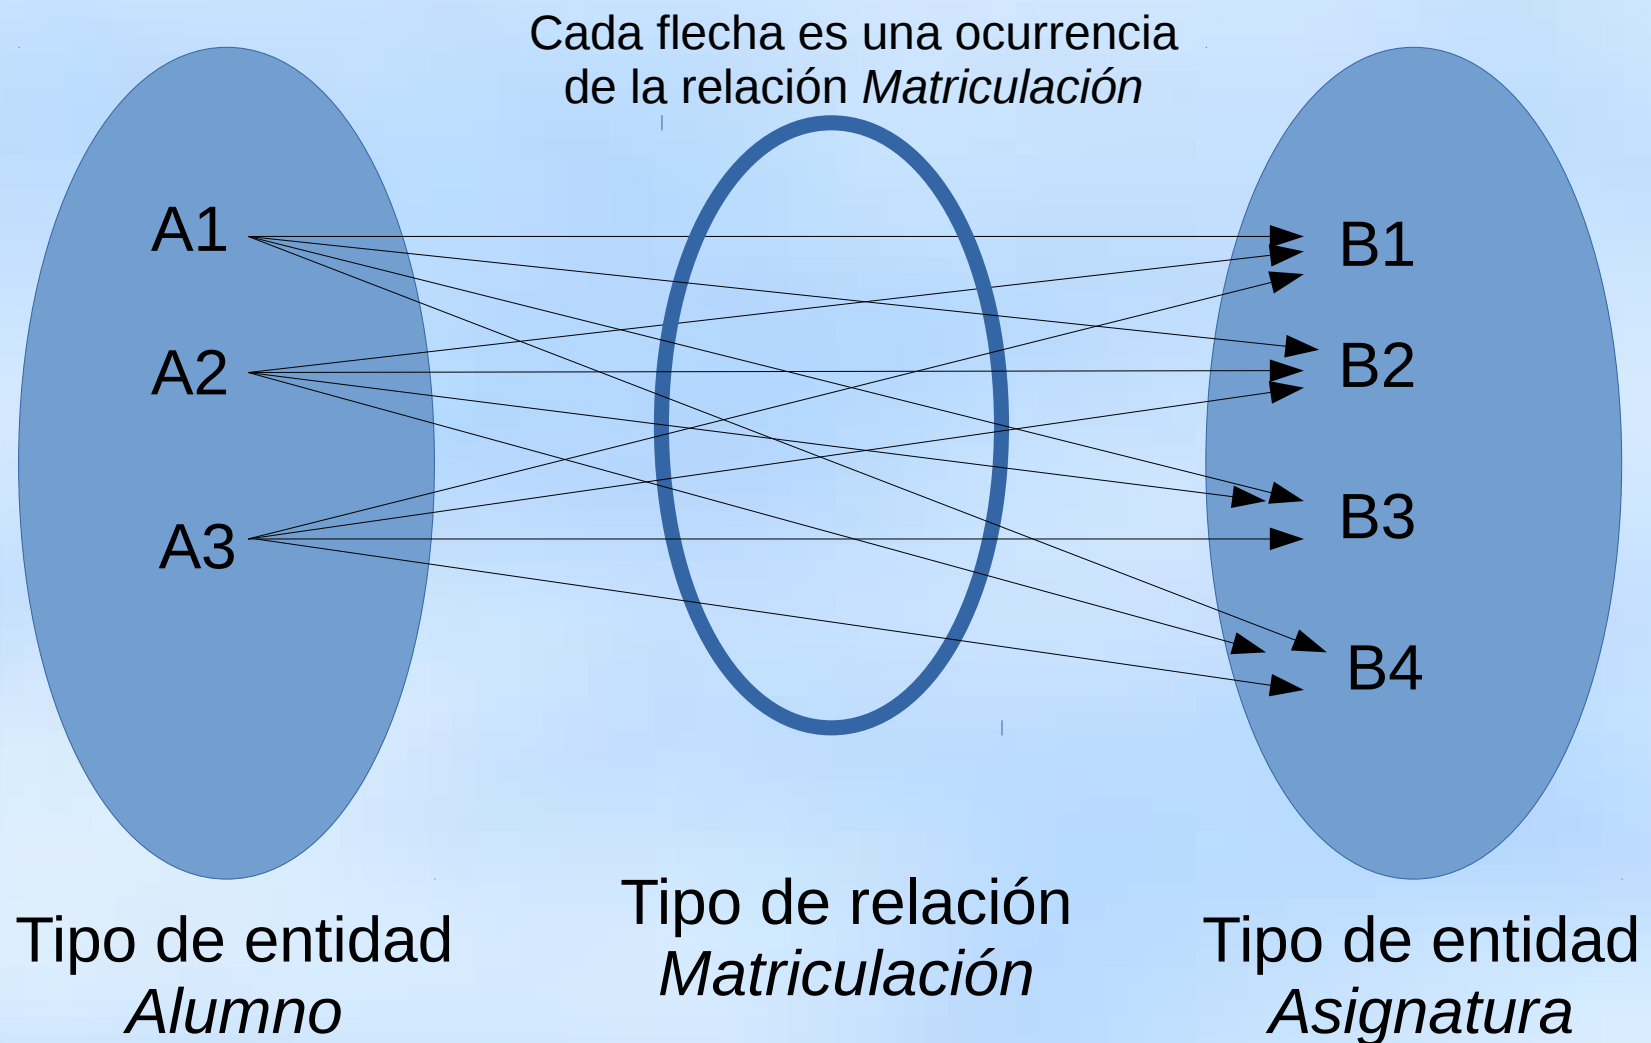 Cada flecha es una ocurrencia
de la relación Matriculación
A1
A2
A3
B1
B2
B3
B4
Tipo de entidad
Alumno
Tipo de relación
Matriculación
Tipo de entidad
Asignatura